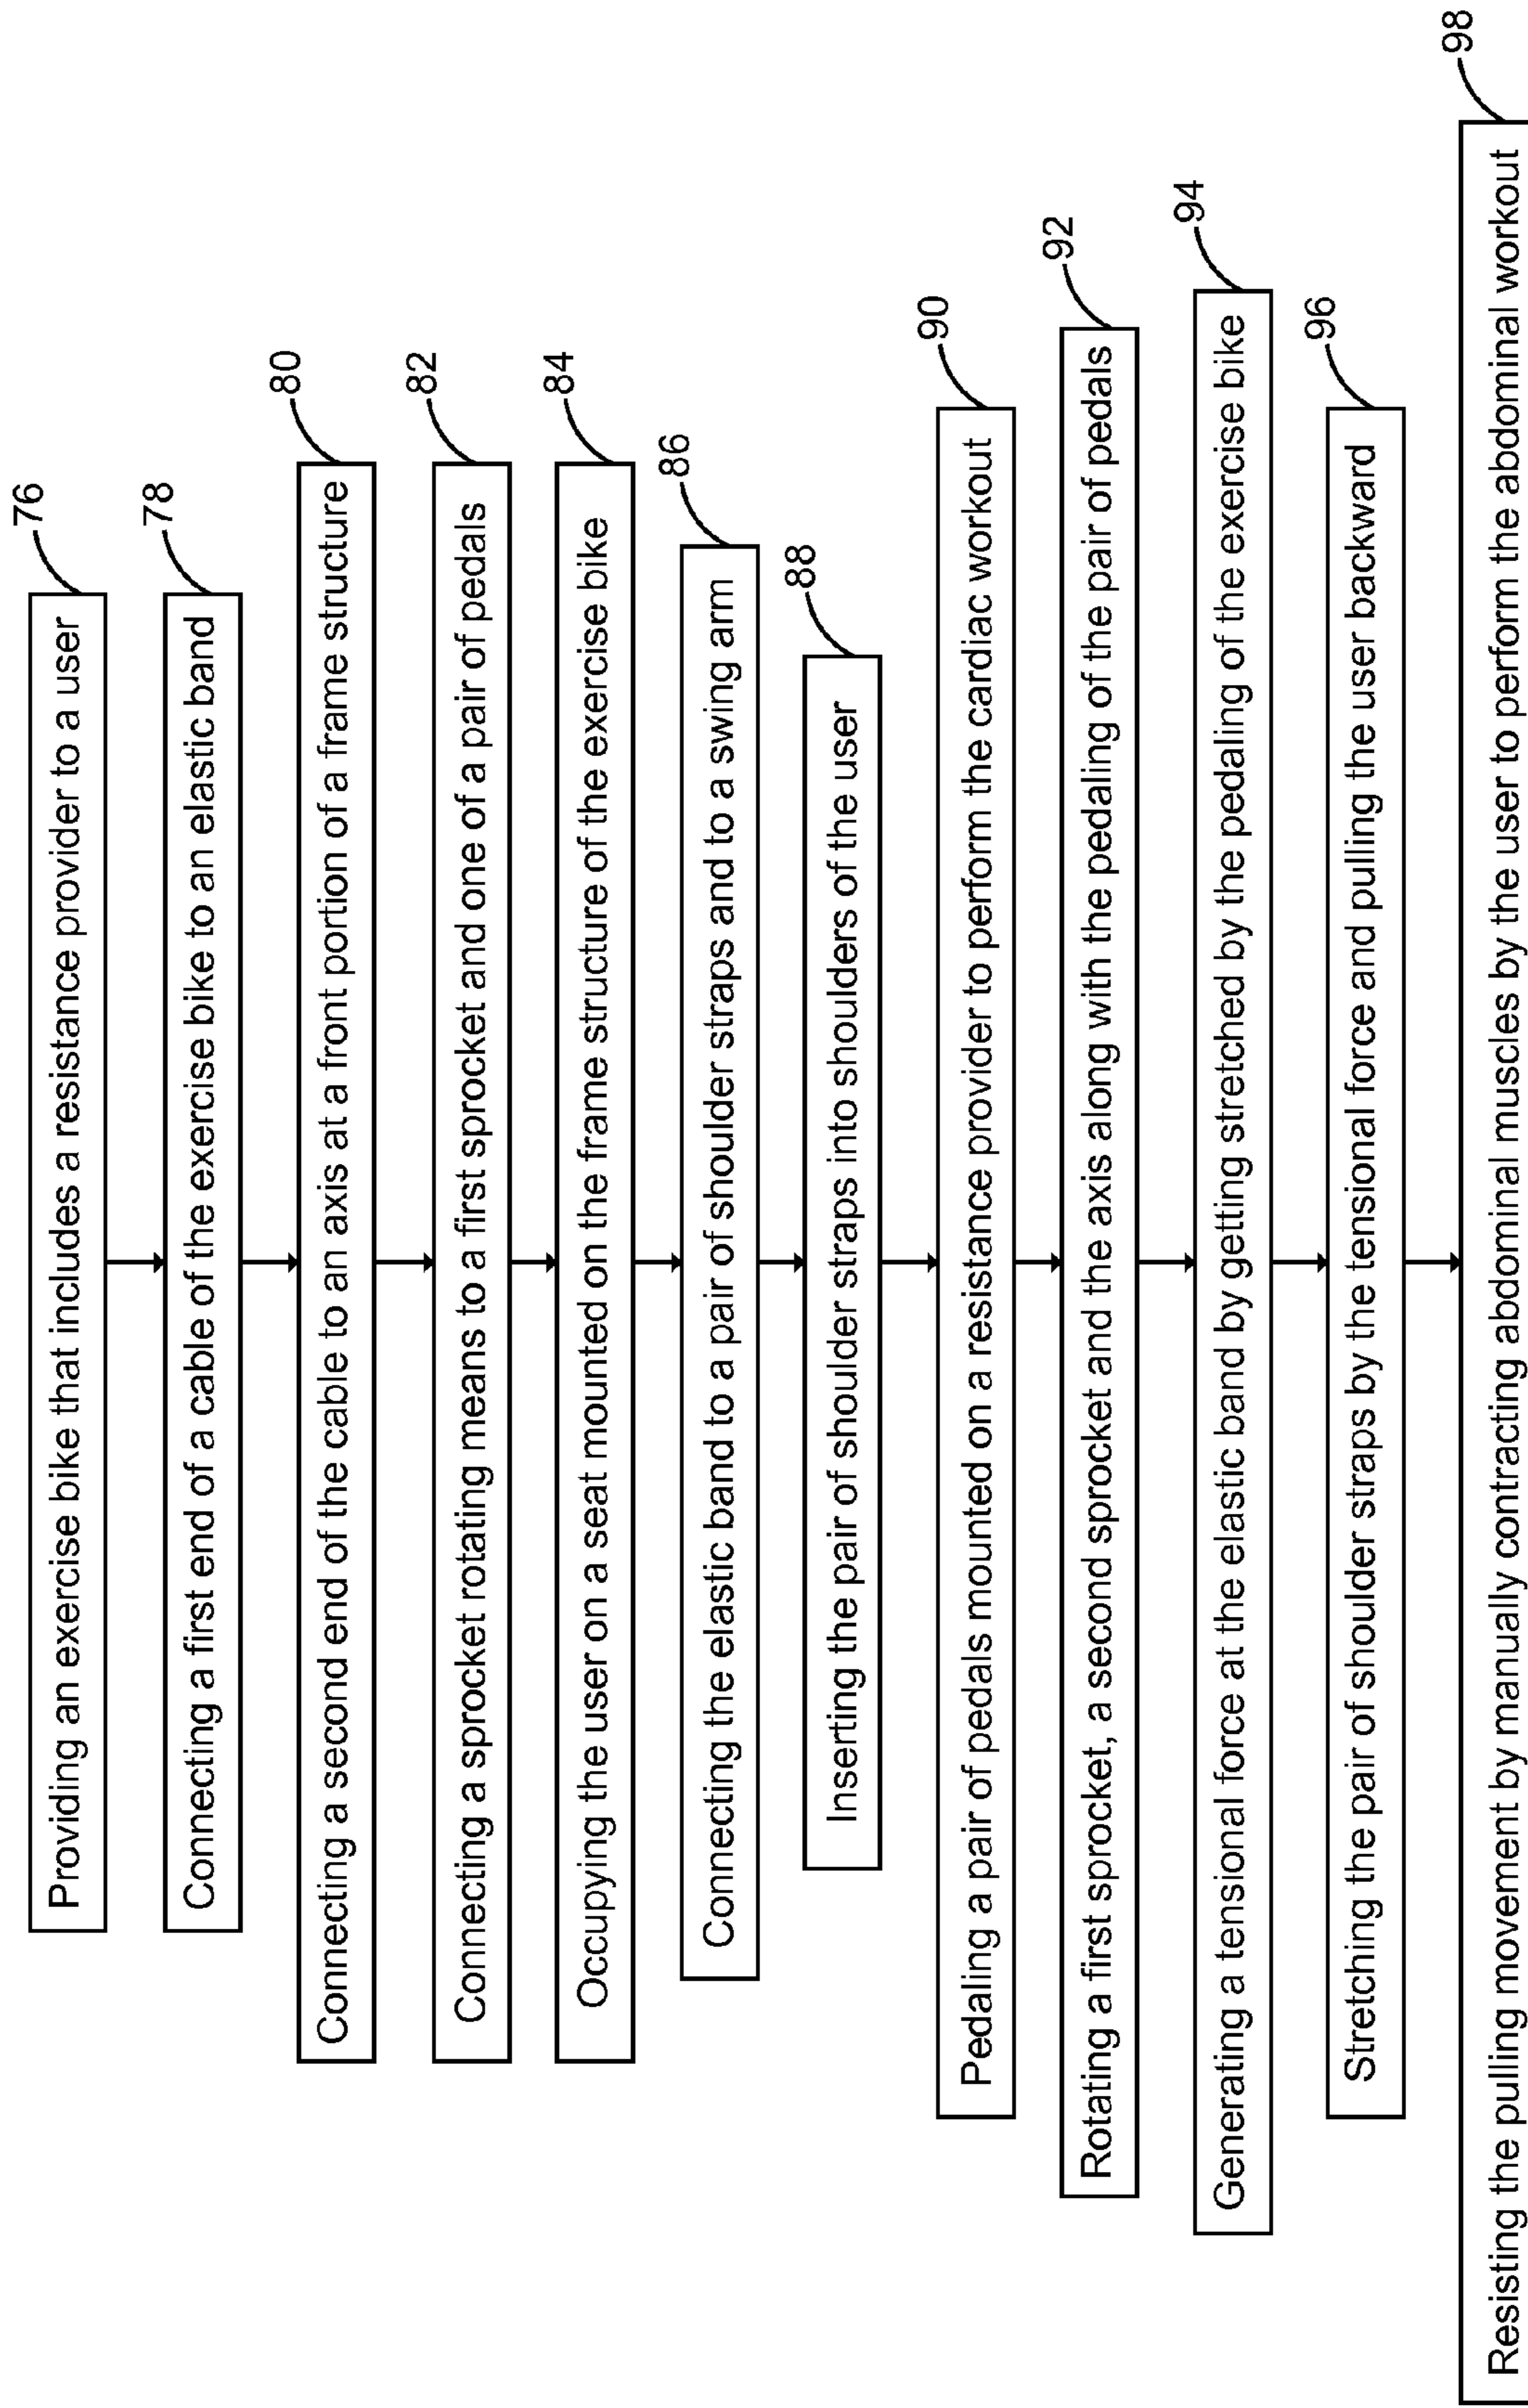 76
Providing an exercise bike that includes a resistance provider to a user
78
Connecting a first end of a cable of the exercise bike to an elastic band
80
Connecting a second end of the cable to an axis at a front portion of a frame structure
82
Connecting a sprocket rotating means to a first sprocket and one of a pair of pedals
84
Occupying the user on a seat mounted on the frame structure of the exercise bike
86
Connecting the elastic band to a pair of shoulder straps and to a swing arm
88
Inserting the pair of shoulder straps into shoulders of the user
90
Pedaling a pair of pedals mounted on a resistance provider to perform the cardiac workout
92
Rotating a first sprocket, a second sprocket and the axis along with the pedaling of the pair of pedals
94
Generating a tensional force at the elastic band by getting stretched by the pedaling of the exercise bike
96
Stretching the pair of shoulder straps by the tensional force and pulling the user backward
98
Resisting the pulling movement by manually contracting abdominal muscles by the user to perform the abdominal workout